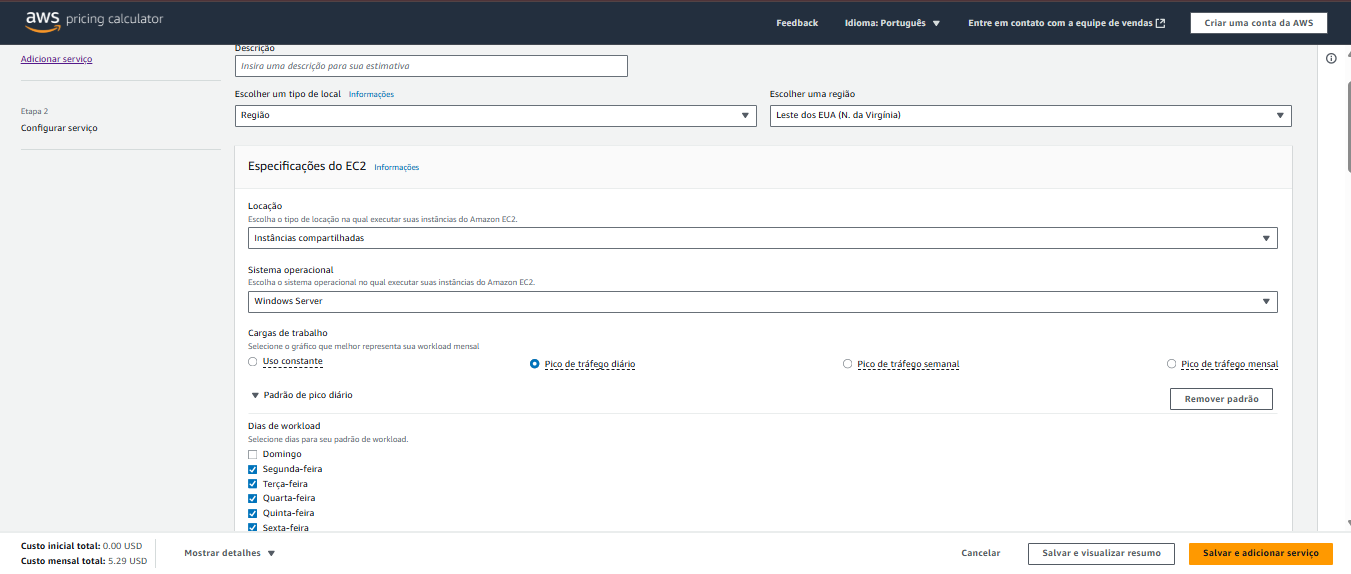 aws pricing calculator
Feedback
Idioma: Português
Entre em contato com a equipe de vendas
Criar uma conta da AWS
Adicionar serviço
Etapa 2
Configurar serviço
Descrição
Insira uma descrição para sua estimativa
Escolher um tipo de local Informações
Região
Escolher uma região
Leste dos EUA (N. da Virgínia)
Especificações do EC2 Informações
Locação
Escolha o tipo de locação na qual executar suas instâncias do Amazon EC2.
Instâncias compartilhadas
Sistema operacional
Escolha o sistema operacional no qual executar suas instâncias do Amazon EC2.
Windows Server
Cargas de trabalho
Selecione o gráfico que melhor representa sua workload mensal
Uso constante
Pico de tráfego diário
Pico de tráfego semanal
Pico de tráfego mensal
Padrão de pico diário
Remover padrão
Dias de workload
Selecione dias para seu padrão de workload.
Domingo
Segunda-feira
Terça-feira
Quarta-feira
Quinta-feira
Sexta-feira
Custo inicial total: 0.00 USD
Custo mensal total: 5.29 USD
Mostrar detalhes
Cancelar
Salvar e visualizar resumo
Salvar e adicionar serviço